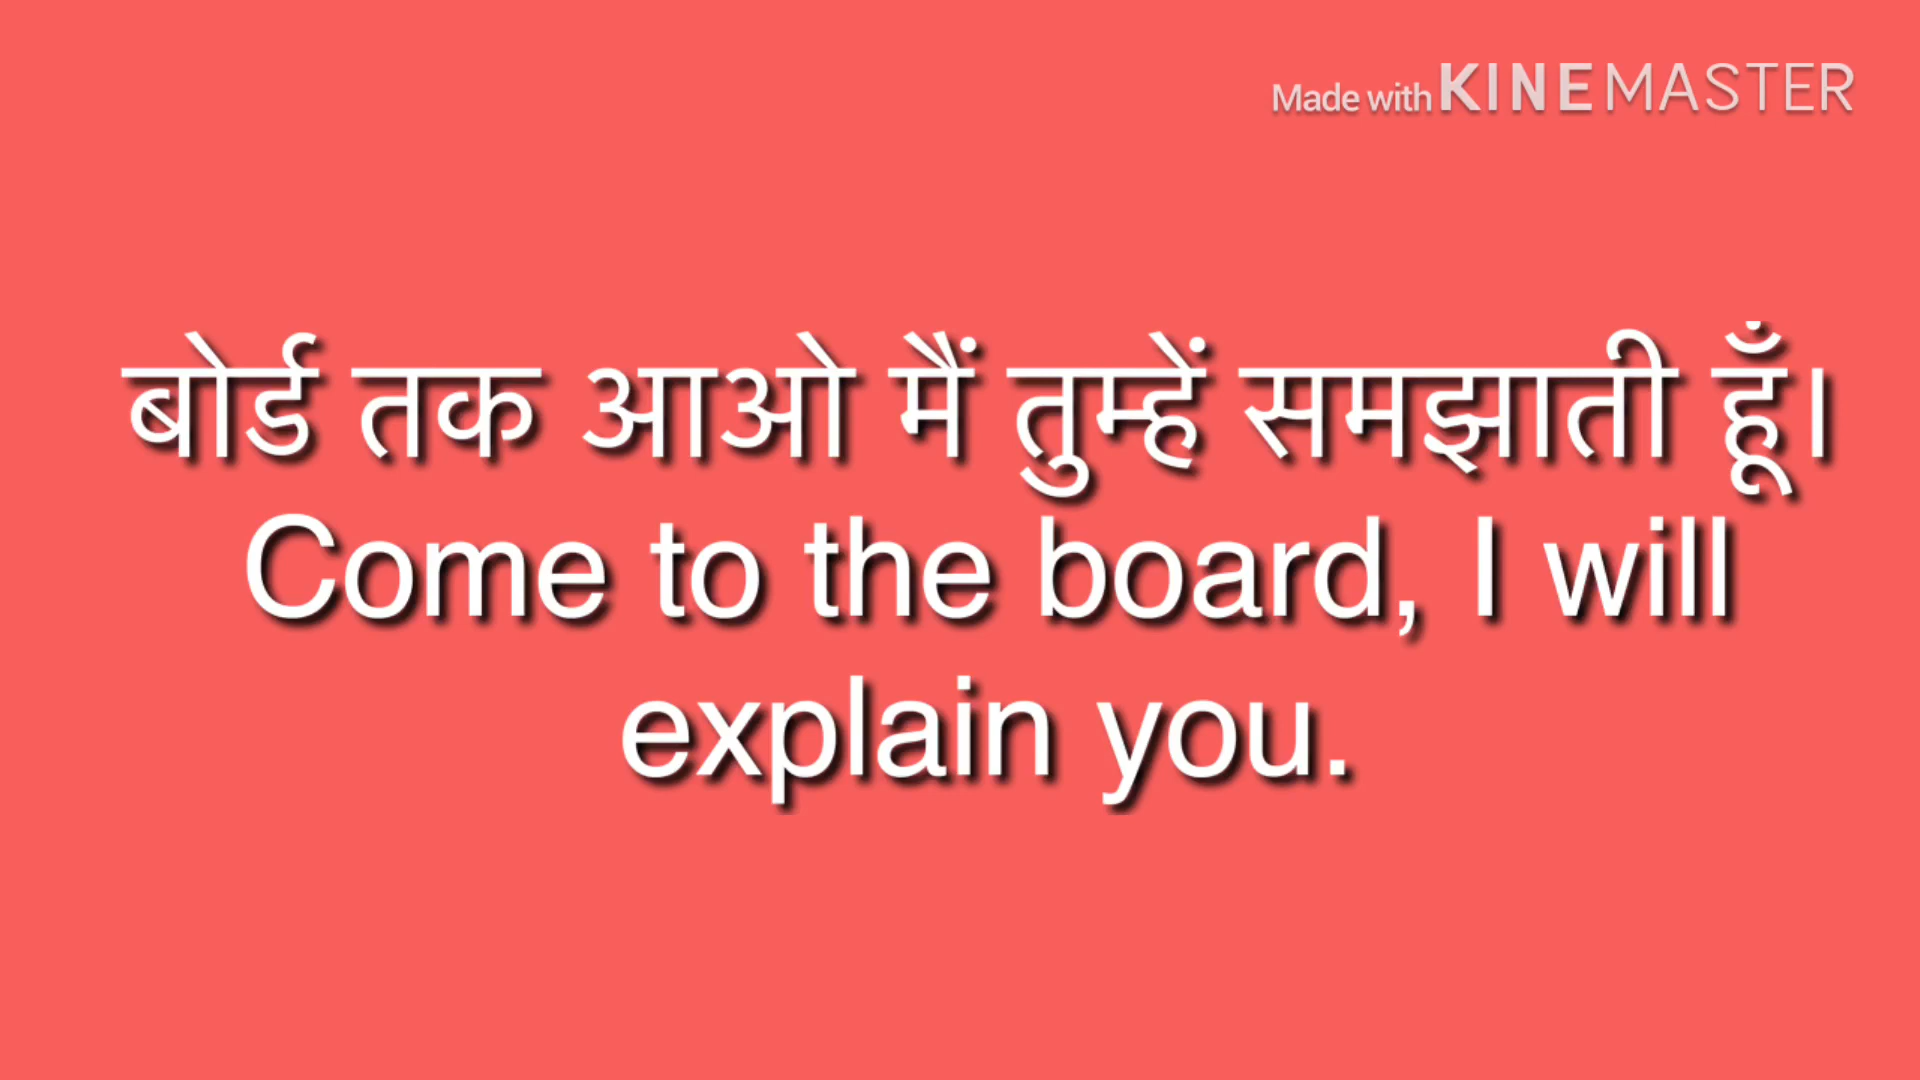 Made with KINEMASTER
बोर्ड तक आओ मैं तुम्हें समझाती हूँ।
Come to the board, I will
explain you.